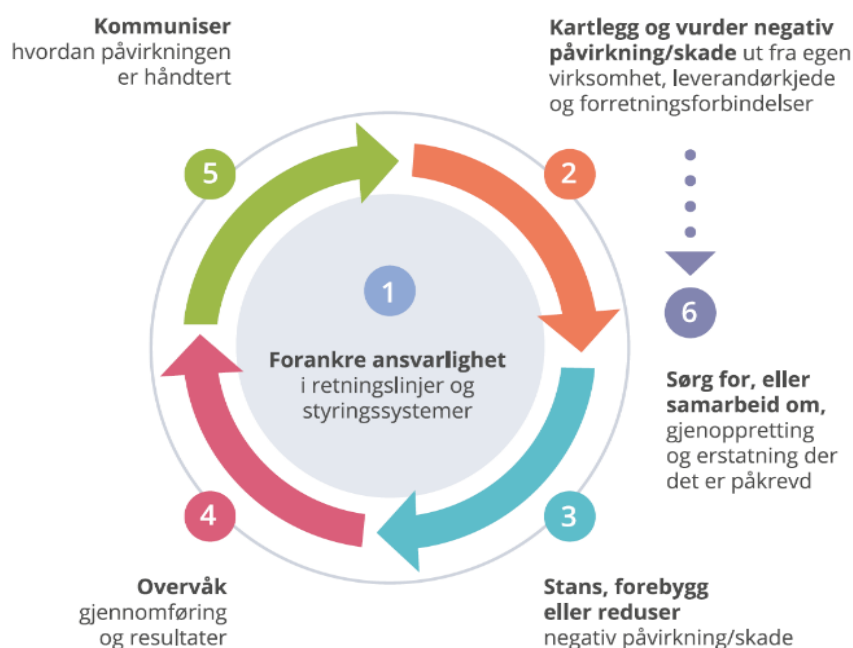 Kommuniser
hvordan påvirkningen
er håndtert
Kartlegg og vurder negativ
påvirkning/skade ut fra egen
virksomhet, leverandørkjede
og forretningsforbindelser
5
2
1
Forankre ansvarlighet
i retningslinjer og
styringssystemer
6
Sørg for, eller
samarbeid om,
gjenoppretting
og erstatning der
det er påkrevd
4
3
Overvåk
gjennomføring
og resultater
Stans, forebygg
eller reduser
negativ påvirkning/skade